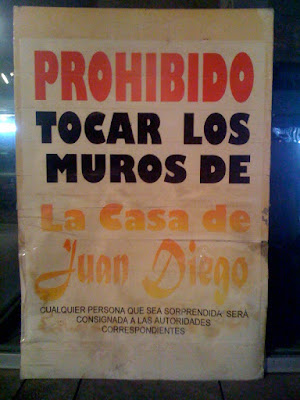 PROHIBIDO
TOCAR LOS
MUROS DE
La Casa de
Juan Diego
CUALQUIER PERSONA QUE SEA SORPRENDIDA SERÁ
CONSIGNADA A LAS AUTORIDADES
CORRESPONDIENTES